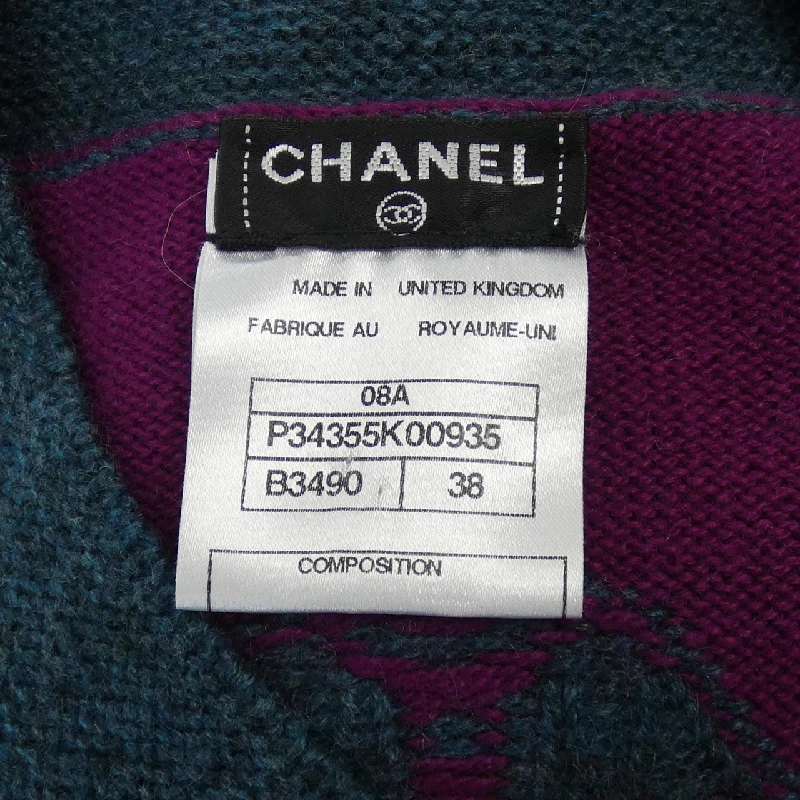 CHANEL
MADE IN UNITED KINGDOM
FABRIQUE AU ROYAUME-UNI
08A
P34355K00935
B3490 38
COMPOSITION